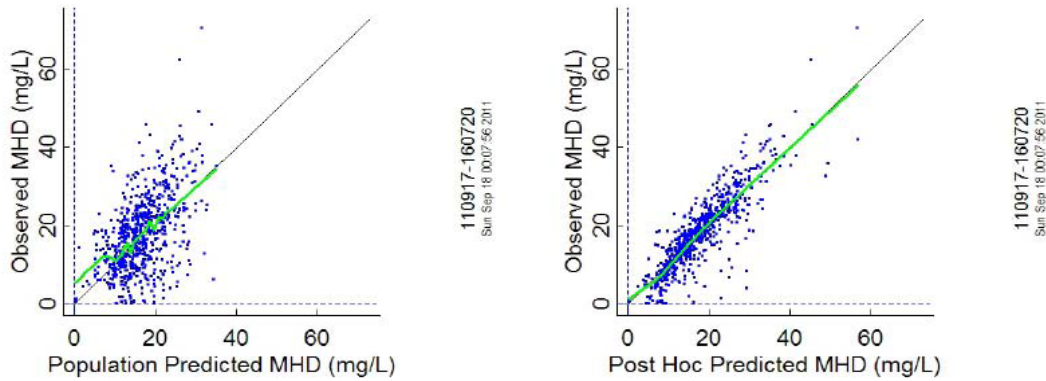 Observed MHD (mg/L)
60
40
20
0
0 20 40 60
Population Predicted MHD (mg/L)
110917-160720
Sun Sep 18 00:07:56 2011
Observed MHD (mg/L)
60
40
20
0
0 20 40 60
Post Hoc Predicted MHD (mg/L)
110917-160720
Sun Sep 18 00:07:56 2011